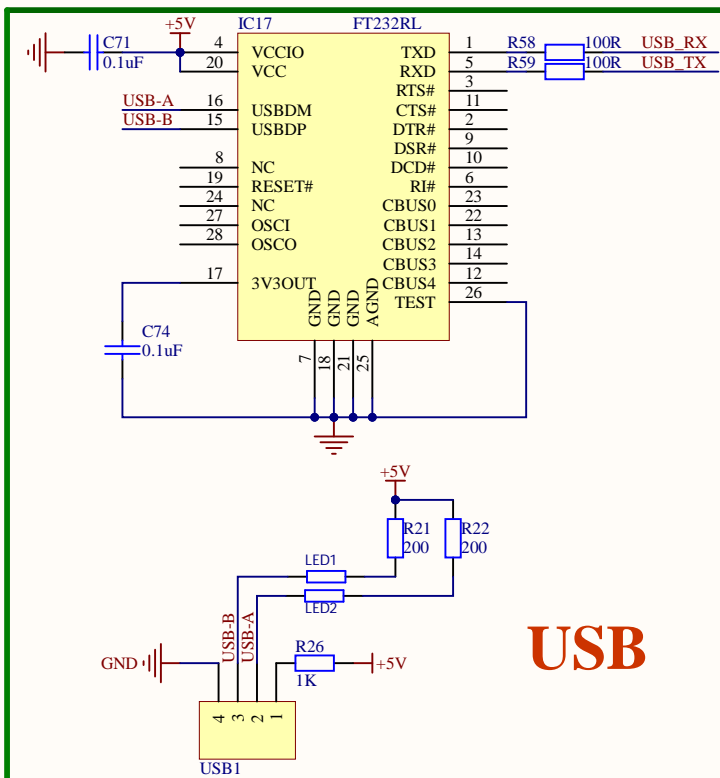 +5V IC17 FT232RL
C71
0.1uF
4 VCCIO TXD 1 R58 100R USB_RX
20 VCC RXD 5 R59 100R USB_TX
RTS# 3
USB-A 16 USBDM CTS# 11
USB-B 15 USBDP DTR# 2
DSR# 9
8 NC DCD# 10
19 RESET# RI# 6
24 NC CBUS0 23
27 OSCI CBUS1 22
28 OSCO CBUS2 13
CBUS3 14
17 3V3OUT CBUS4 12
TEST 26
GND GND GND AGND
7 18 21 25
C74
0.1uF
+5V
R21 R22
200 200
LED1
LED2
USB-B USB-A
USB
GND
R26
+5V
1K
4 3 2 1
USB1